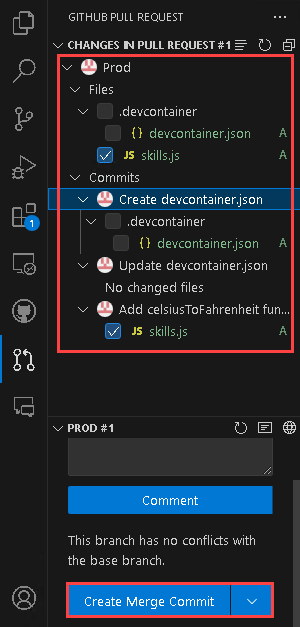 GITHUB PULL REQUEST
CHANGES IN PULL REQUEST #1
Prod
Files
.devcontainer
{} devcontainer.json A
JS skills.js A
Commits
Create devcontainer.json
.devcontainer
{} devcontainer.json A
Update devcontainer.json
No changed files
Add celsiusToFahrenheit fun...
JS skills.js A
1
PROD #1
Comment
This branch has no conflicts with
the base branch.
Create Merge Commit